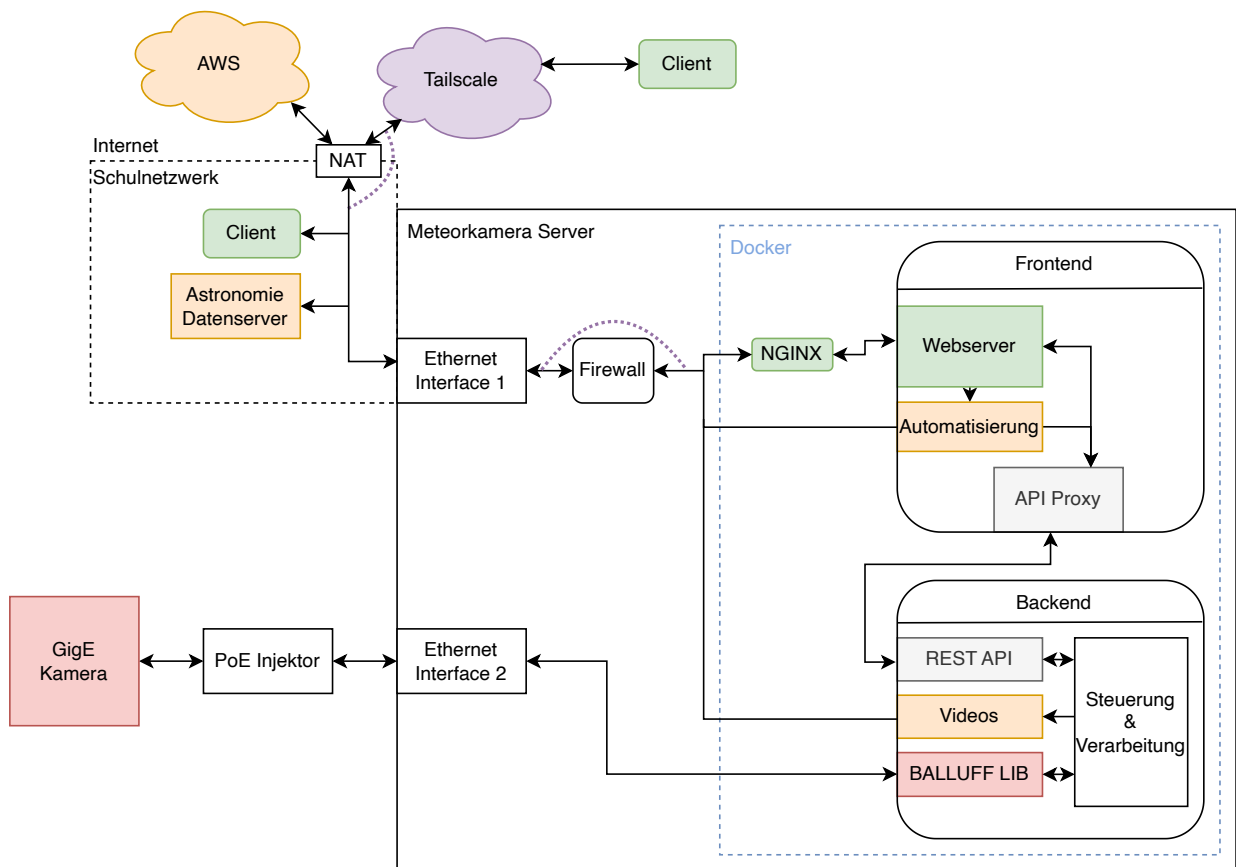 AWS
Tailscale
Client
Internet
NAT
Schulnetzwerk
Client
Meteorkamera Server
Docker
Frontend
Astronomie
Datenserver
Ethernet
Interface 1
Firewall
NGINX
Webserver
Automatisierung
API Proxy
Backend
GigE
Kamera
PoE Injektor
Ethernet
Interface 2
REST API
Videos
BALLUFF LIB
Steuerung
&
Verarbeitung